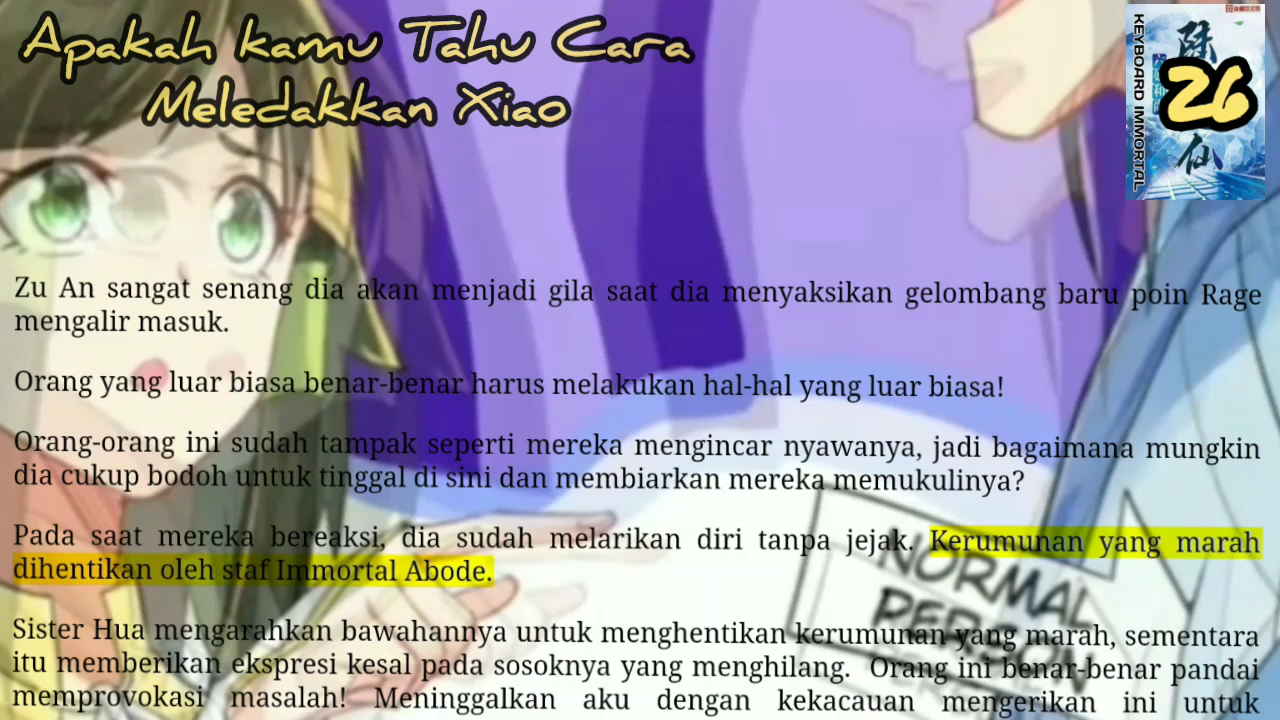 Apakah kamu Tahu Cara
Meledakkan Xiao
KEYBOARD IMMORTAL
陆
26
仙
Zu An sangat senang dia akan menjadi gila saat dia menyaksikan gelombang baru poin Rage
mengalir masuk.
Orang yang luar biasa benar-benar harus melakukan hal-hal yang luar biasa!
Orang-orang ini sudah tampak seperti mereka mengincar nyawanya, jadi bagaimana mungkin
dia cukup bodoh untuk tinggal di sini dan membiarkan mereka memukulinya?
Pada saat mereka bereaksi, dia sudah melarikan diri tanpa jejak. Kerumunan yang marah
dihentikan oleh staf Immortal Abode.
NORMAL
PERSON
Sister Hua mengarahkan bawahannya untuk menghentikan kerumunan yang marah, sementara
itu memberikan ekspresi kesal pada sosoknya yang menghilang. Orang ini benar-benar pandai
memprovokasi masalah! Meninggalkan aku dengan kekacauan mengerikan ini untuk